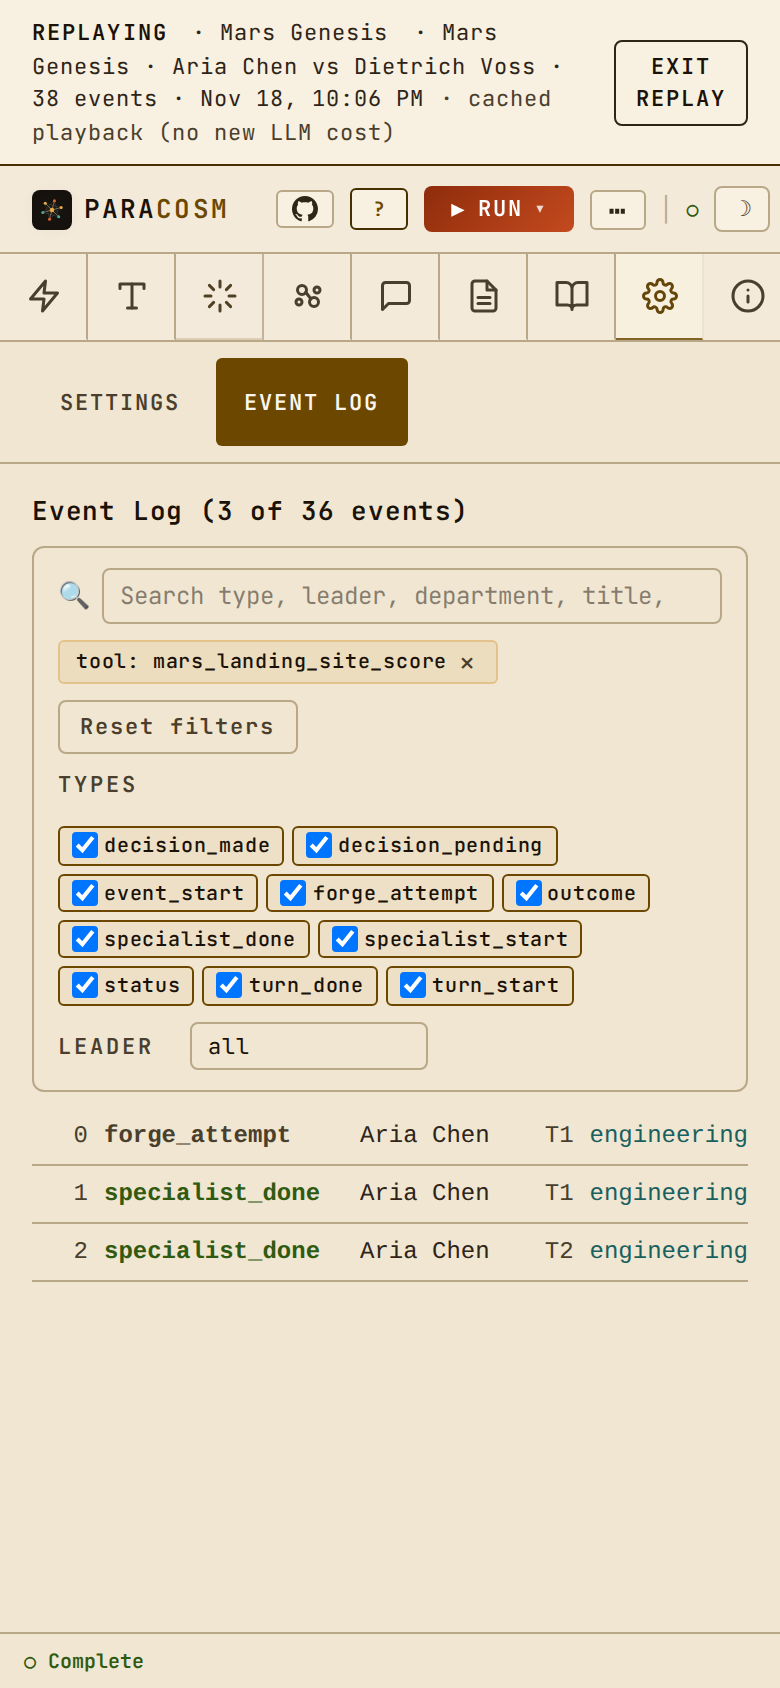 REPLAYING · Mars Genesis · Mars
Genesis · Aria Chen vs Dietrich Voss ·
38 events · Nov 18, 10:06 PM · cached
playback (no new LLM cost)
EXIT
REPLAY
PARACOSM
?
▶ RUN ▾
…
SETTINGS
EVENT LOG
Event Log (3 of 36 events)
Search type, leader, department, title,
tool: mars_landing_site_score ×
Reset filters
TYPES
decision_made decision_pending
event_start forge_attempt outcome
specialist_done specialist_start
status turn_done turn_start
LEADER all
0 forge_attempt Aria Chen T1 engineering
1 specialist_done Aria Chen T1 engineering
2 specialist_done Aria Chen T2 engineering
○ Complete